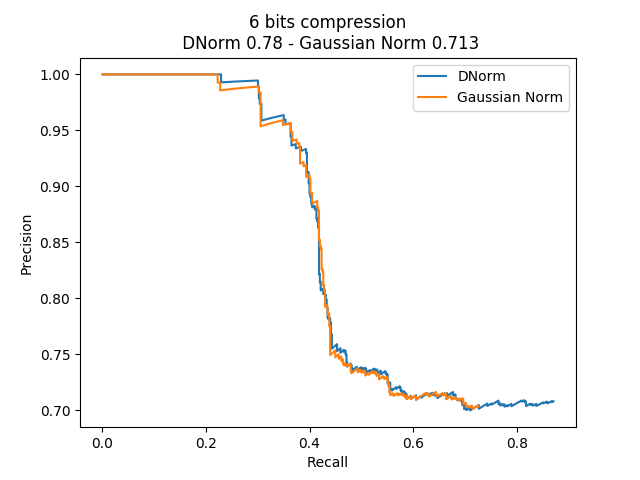 6 bits compression
DNorm 0.78 - Gaussian Norm 0.713
DNorm
Gaussian Norm
1.00
0.95
0.90
0.85
0.80
0.75
0.70
Precision
0.0 0.2 0.4 0.6 0.8
Recall